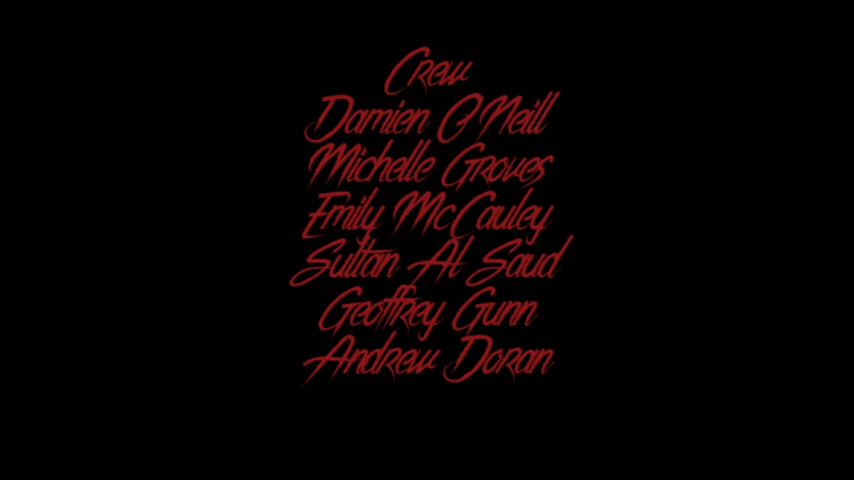 Crew
Damien O'Neill
Michelle Groves
Emily McCauley
Sultan Al Saud
Geoffrey Gunn
Andrew Doran